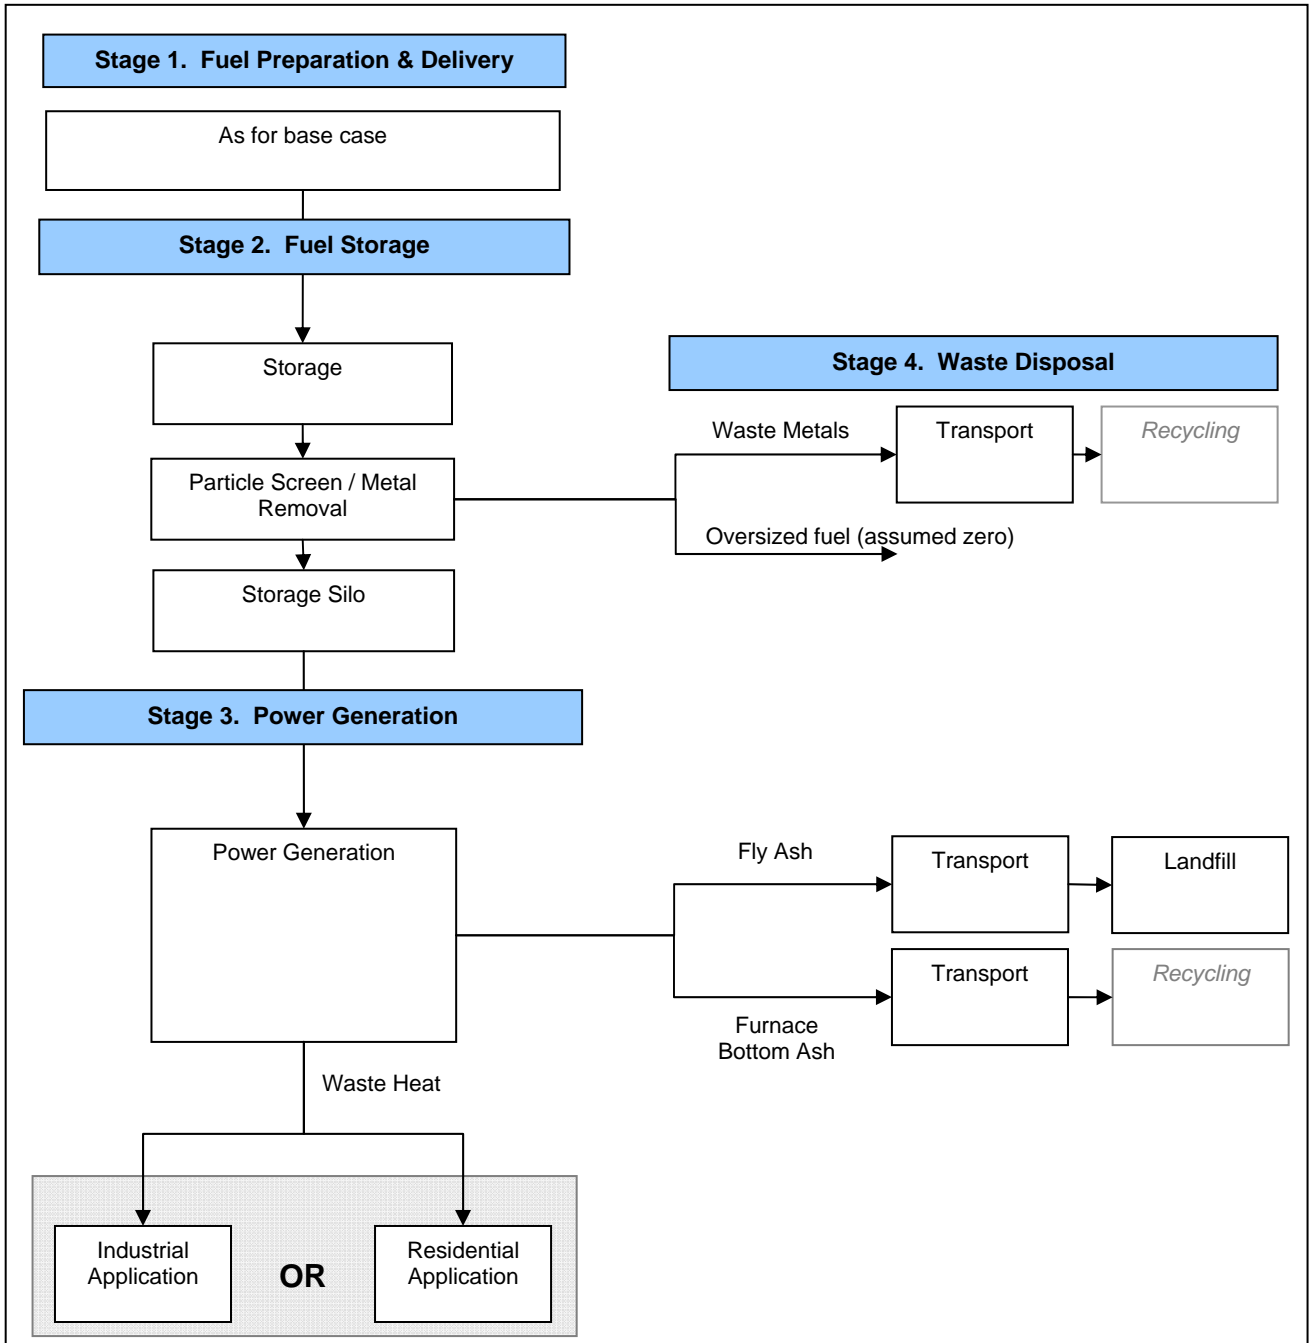 Stage 1.  Fuel Preparation & Delivery
As for base case
Stage 2.  Fuel Storage
Storage
Stage 4.  Waste Disposal
Waste Metals
Transport
Recycling
Particle Screen / Metal
Removal
Oversized fuel (assumed zero)
Storage Silo
Stage 3.  Power Generation
Power Generation
Fly Ash
Transport
Landfill
Furnace
Bottom Ash
Transport
Recycling
Waste Heat
Industrial
Application
OR
Residential
Application